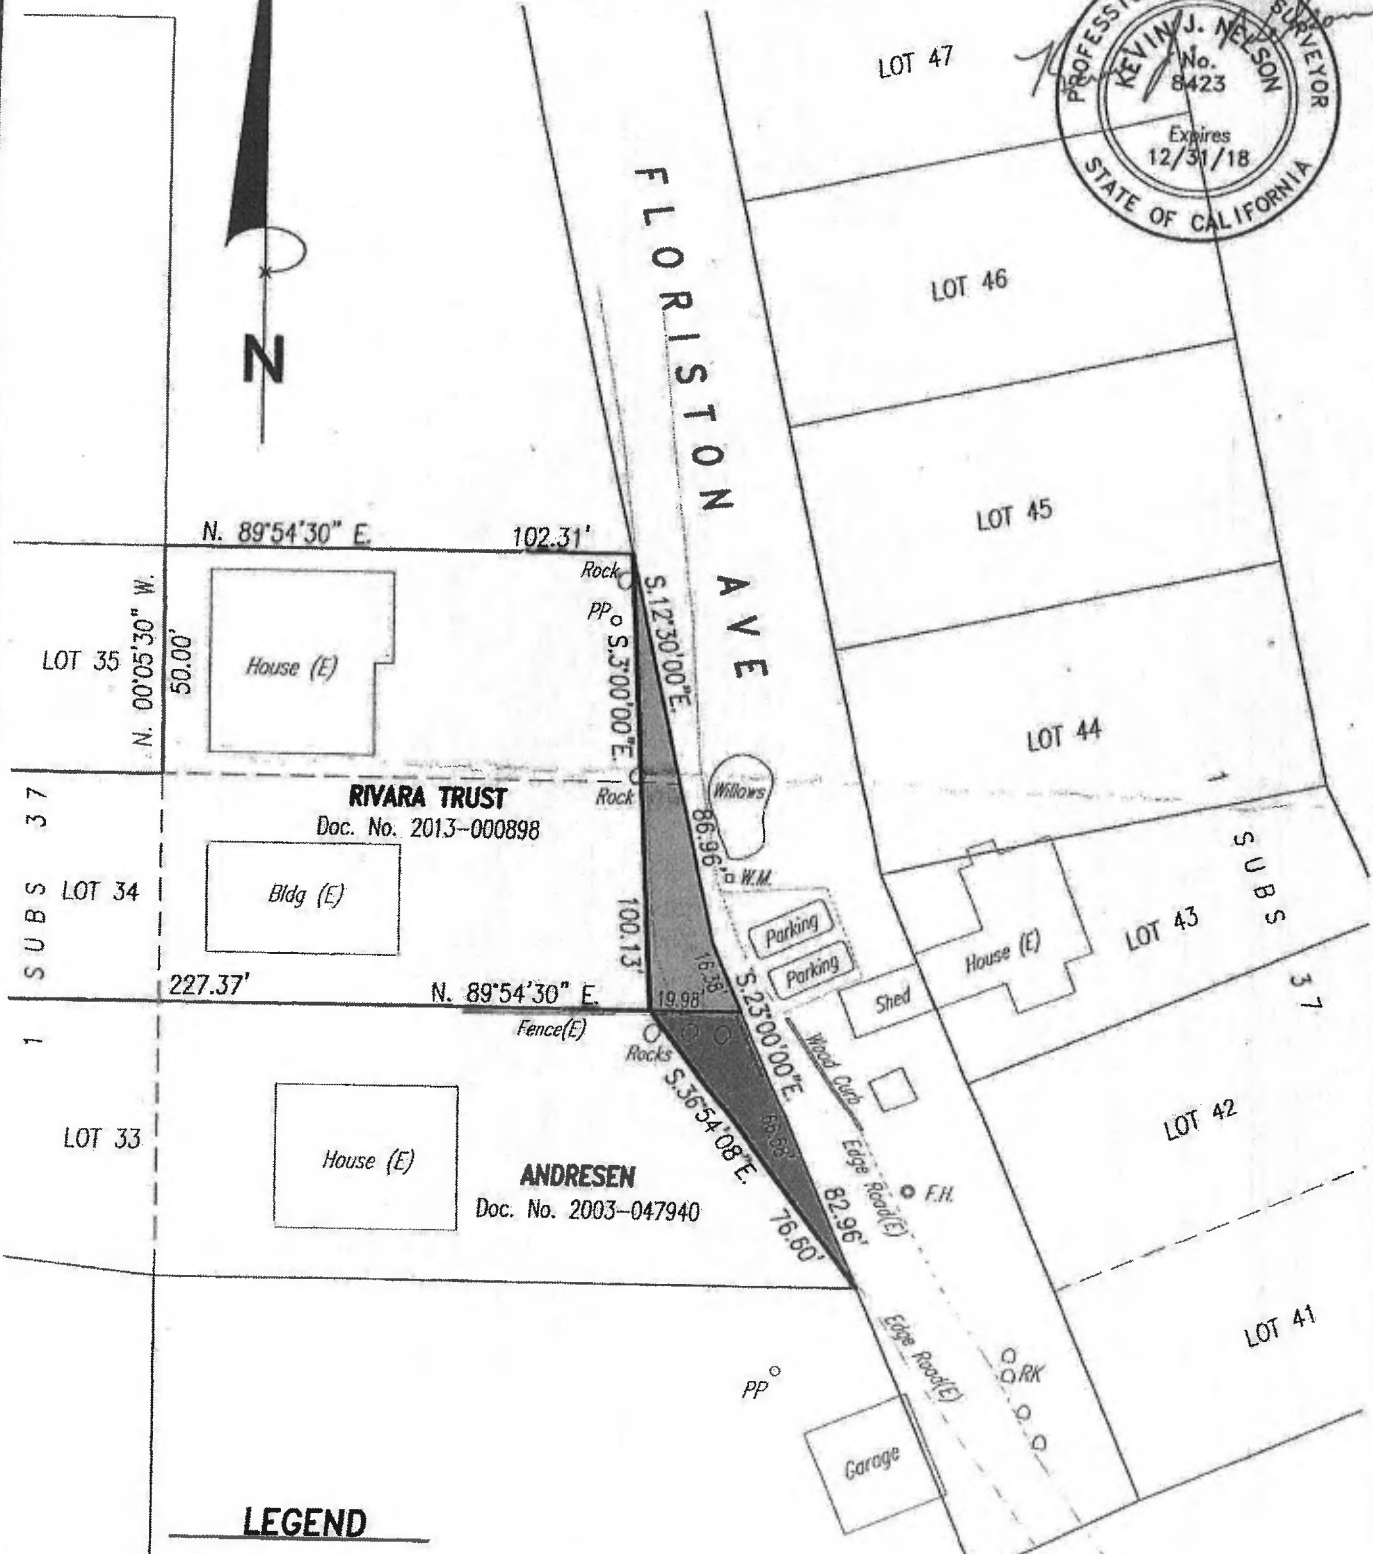 LOT 47
PROFESSI
SURVEYOR
KEVIN J. NELSON
No.
8423
Expires
12/31/18
STATE OF CALIFORNIA
N
FLORISTON AVE
LOT 46
LOT 45
LOT 44
N. 89°54'30" E. 102.31'
Rock
PP
S.12°30'00"E.
S.3°00'00"E.
N. 00°05'30" W.
50.00'
LOT 35
House (E)
RIVARA TRUST
Doc. No. 2013-000898
Rock
Willows
86.96'
W.M.
1 SUBS 37
LOT 34
Bldg (E)
100.13'
16.38'
Parking
Parking
Shed
House (E)
LOT 43
1 SUBS 37
227.37' N. 89°54'30" E.
19.98'
S.23°00'00"E.
Fence(E)
Rocks
S.36°54'08"E.
Wood Curb
66.58'
LOT 42
LOT 33
House (E)
ANDRESEN
Doc. No. 2003-047940
Edge Road(E)
F.H.
82.96'
76.60'
LOT 41
Edge Road(E)
RK
PP
Garage
LEGEND